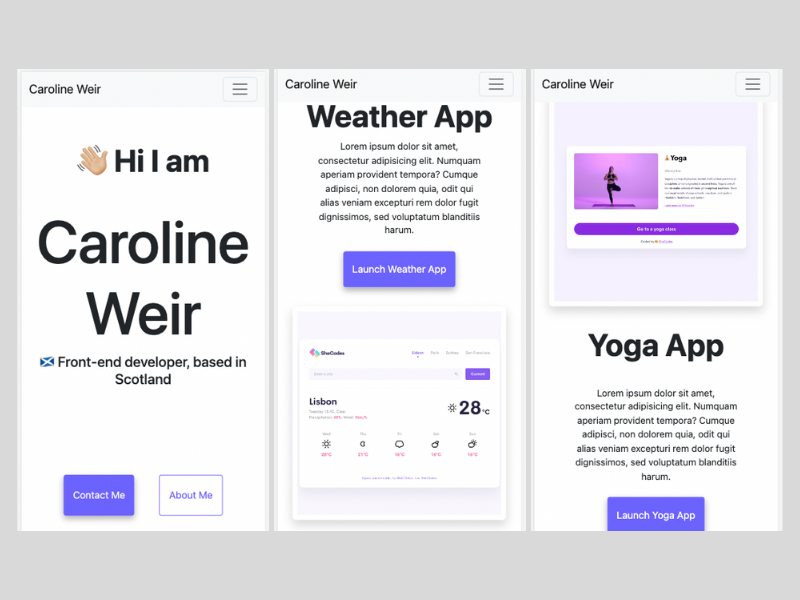 Caroline Weir
Hi I am
Caroline
Weir
Front-end developer, based in
Scotland
Contact Me
About Me
Caroline Weir
Weather App
Lorem ipsum dolor sit amet,
consectetur adipisicing elit. Numquam
aperiam provident tempora? Cumque
adipisci, non dolorem quia, odit qui
alias veniam excepturi rem dolor fugit
dignissimos, sed voluptatum blanditiis
harum.
Launch Weather App
SheCodes
Lisbon Paris Sydney San Francisco
Lisbon
28°C
Caroline Weir
Yoga
Go to a yoga class
Yoga App
Lorem ipsum dolor sit amet,
consectetur adipisicing elit. Numquam
aperiam provident tempora? Cumque
adipisci, non dolorem quia, odit qui
alias veniam excepturi rem dolor fugit
dignissimos, sed voluptatum blanditiis
harum.
Launch Yoga App